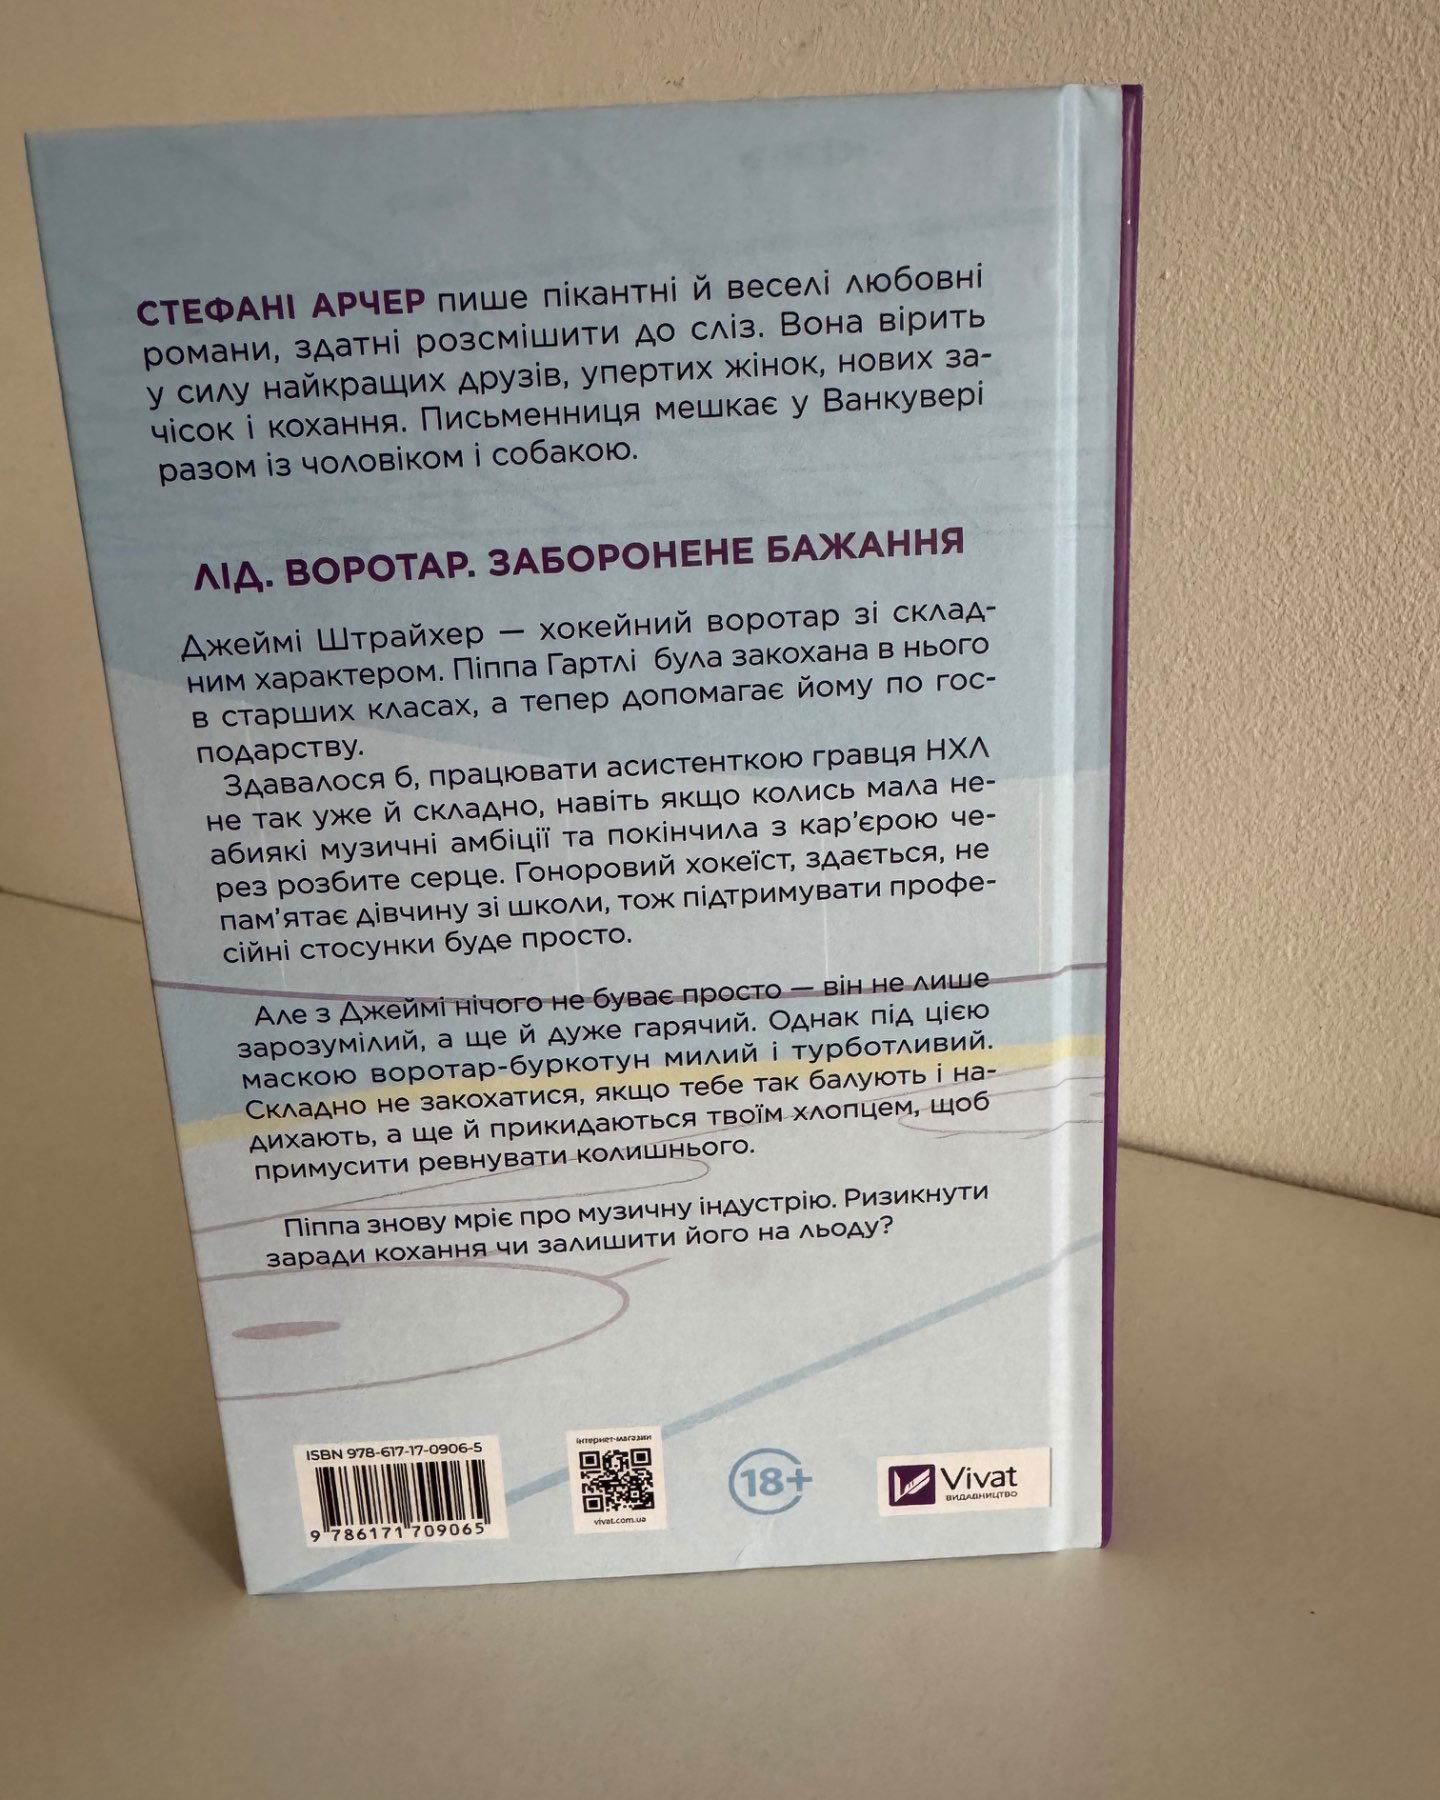 СТЕФАНІ АРЧЕР пише пікантні й веселі любовні
романи, здатні розсмішити до сліз. Вона вірить
у силу найкращих друзів, упертих жінок, нових за-
чісок і кохання. Письменниця мешкає у Ванкувері
разом із чоловіком і собакою.
ЛІД. ВОРОТАР. ЗАБОРОНЕНЕ БАЖАННЯ
Джеймі Штрайхер — хокейний воротар зі склад-
ним характером. Піппа Гартлі була закохана в нього
в старших класах, а тепер допомагає йому по гос-
подарству.
Здавалося б, працювати асистенткою гравця НХЛ
не так уже й складно, навіть якщо колись мала не-
абиякі музичні амбіції та покінчила з кар’єрою че-
рез розбите серце. Гоноровий хокеїст, здається, не
пам’ятає дівчину зі школи, тож підтримувати профе-
сійні стосунки буде просто.
Але з Джеймі нічого не буває просто — він не лише
зарозумілий, а ще й дуже гарячий. Однак під цією
маскою воротар-буркотун милий і турботливий.
Складно не закохатися, якщо тебе так балують і на-
дихають, а ще й прикидаються твоїм хлопцем, щоб
примусити ревнувати колишнього.
Піппа знову мріє про музичну індустрію. Ризикнути
заради кохання чи залишити його на льоду?
ISBN 978-617-17-0906-5
9 786171 709065
інтернет-магазин
vivat.com.ua
18+
Vivat
ВИДАВНИЦТВО